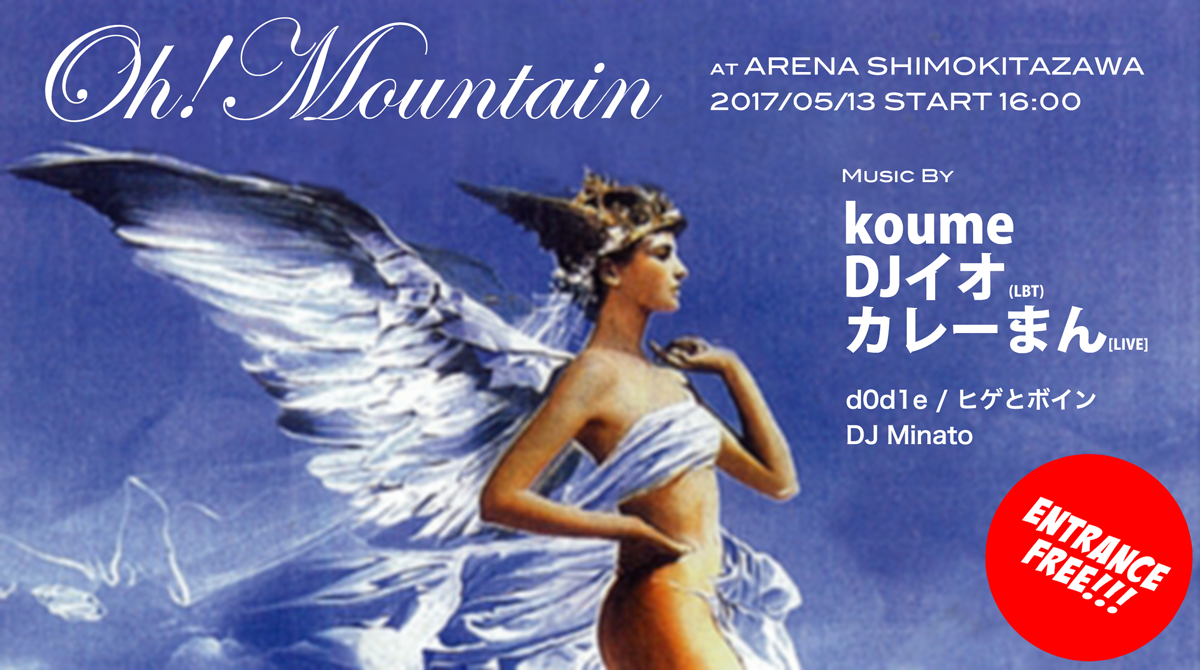 Oh! Mountain
AT ARENA SHIMOKITAZAWA
2017/05/13 START 16:00
MUSIC BY
koume
DJイオ (LBT)
カレーまん[LIVE]
d0d1e / ヒゲとボイン
DJ Minato
ENTRANCE
FREE!!!